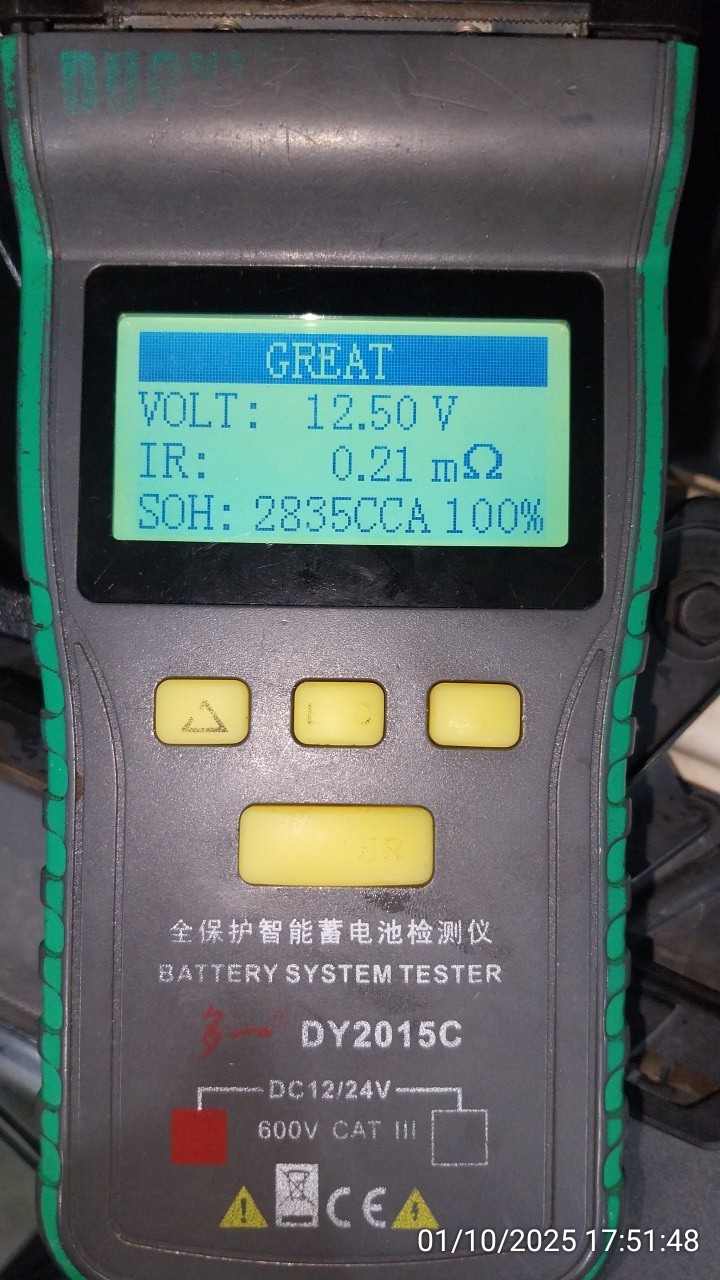 GREAT
VOLT: 12.50 V
IR: 0.21 mΩ
SOH: 2835CCA 100%
全保护智能蓄电池检测仪
BATTERY SYSTEM TESTER
多一 DY2015C
DC12/24V
600V CAT III
CE
01/10/2025 17:51:48